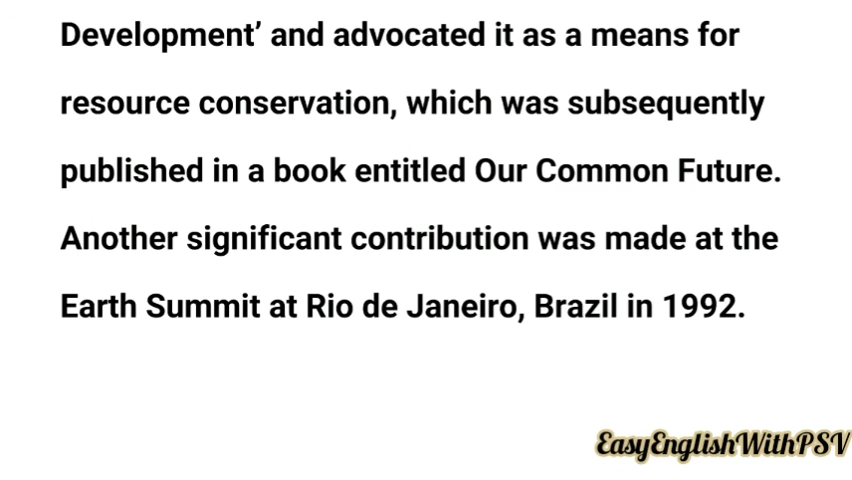 Development’ and advocated it as a means for
resource conservation, which was subsequently
published in a book entitled Our Common Future.
Another significant contribution was made at the
Earth Summit at Rio de Janeiro, Brazil in 1992.
EasyEnglishWithPSV